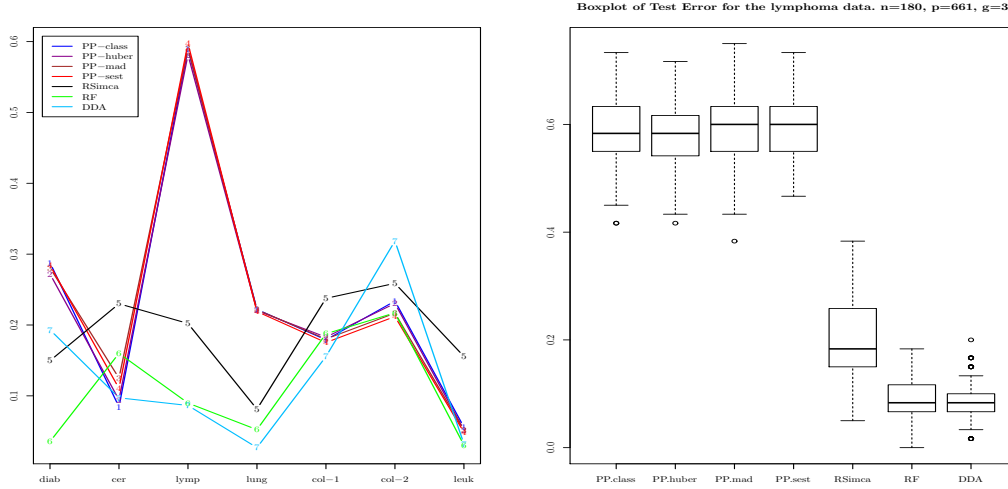 Boxplot of Test Error for the lymphoma data. n=180, p=661, g=3
PP−class
PP−huber
PP−mad
PP−sest
RSimca
RF
DDA
0.6
0.5
0.4
0.3
0.2
0.1
diab cer lymp lung col−1 col−2 leuk
0.6
0.4
0.2
0.0
PP.class PP.huber PP.mad PP.sest RSimca RF DDA